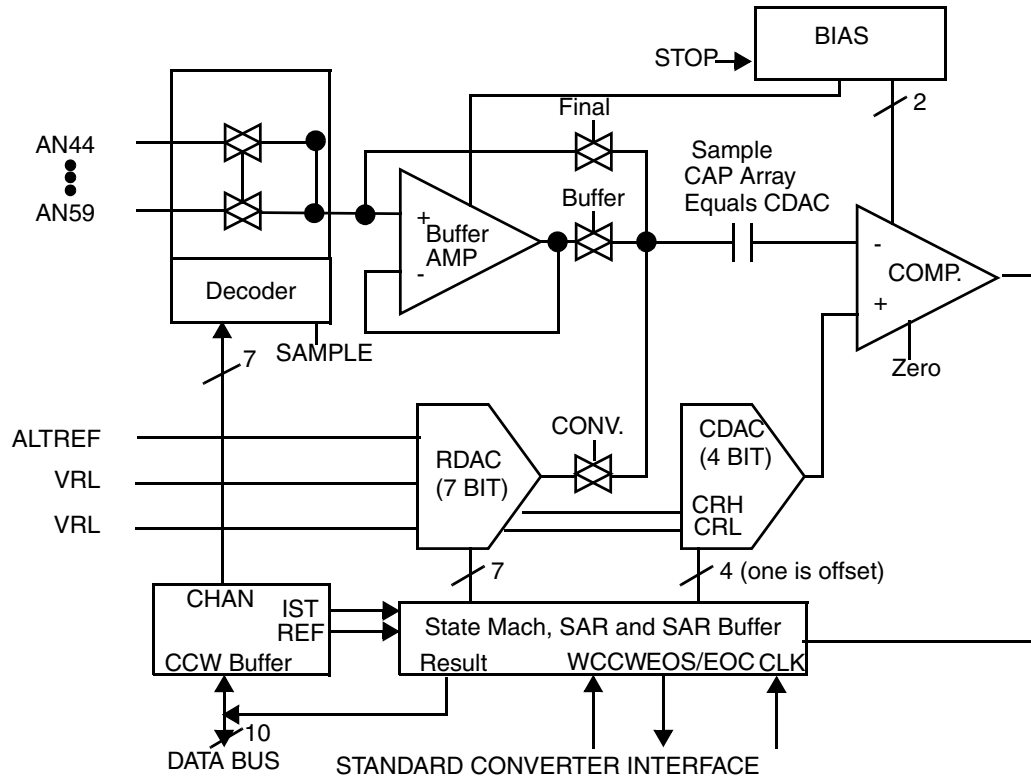 BIAS
STOP
2
Final
AN44
AN59
Sample
CAP Array
Equals CDAC
Buffer
+
Buffer
AMP
-
-
COMP.
+
Decoder
SAMPLE
7
Zero
ALTREF
VRL
VRL
RDAC
(7 BIT)
CONV.
CDAC
(4 BIT)
CRH
CRL
7
4 (one is offset)
CHAN
IST
REF
CCW Buffer
State Mach, SAR and SAR Buffer
Result
WCCW
EOS/EOC
CLK
10
DATA BUS
STANDARD CONVERTER INTERFACE